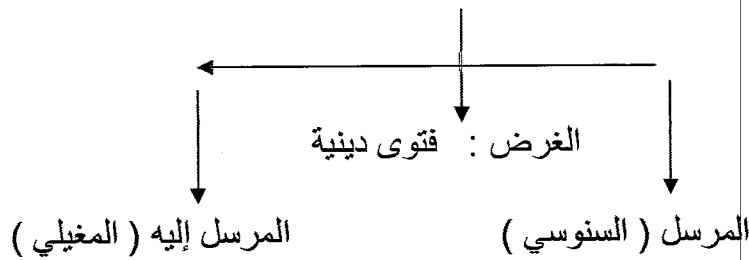 الغرض : فتوى دينية
المرسل ( السنوسي )
المرسل إليه ( المغيلي )